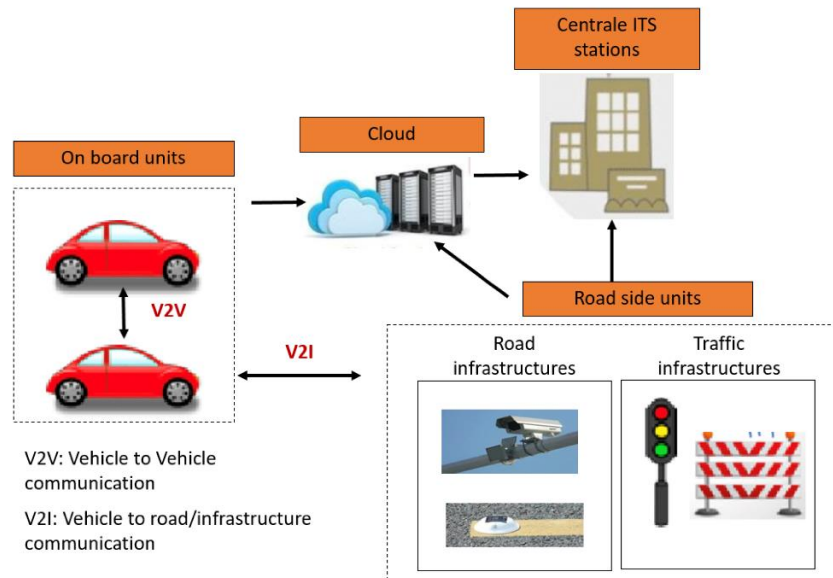 Centrale ITS
stations
Cloud
On board units
V2V
V2I
Road side units
Road
infrastructures
Traffic
infrastructures
V2V: Vehicle to Vehicle
communication
V2I: Vehicle to road/infrastructure
communication